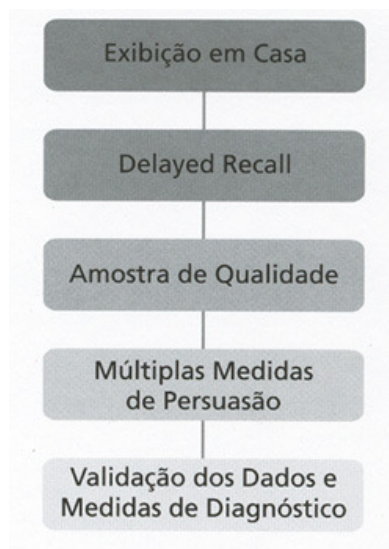 Exibição em Casa
Delayed Recall
Amostra de Qualidade
Múltiplas Medidas
de Persuasão
Validação dos Dados e
Medidas de Diagnóstico